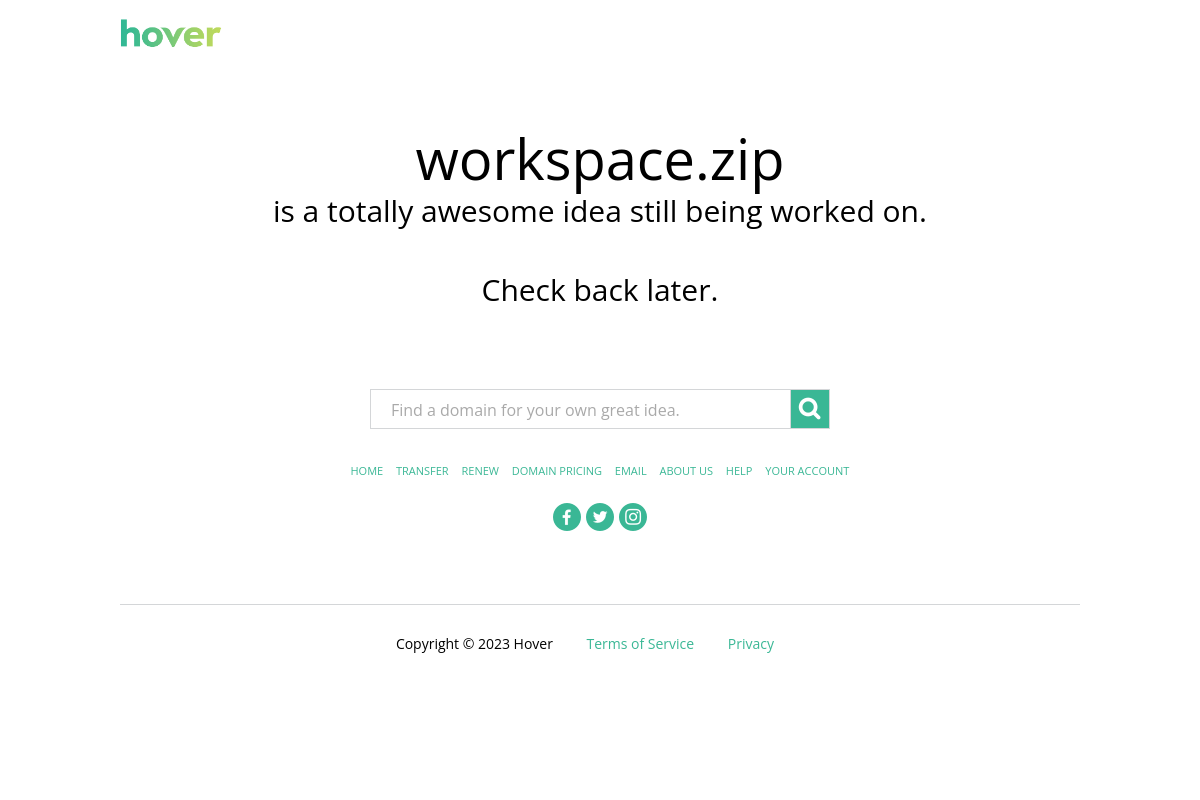 hover
workspace.zip
is a totally awesome idea still being worked on.
Check back later.
Find a domain for your own great idea.
HOME TRANSFER RENEW DOMAIN PRICING EMAIL ABOUT US HELP YOUR ACCOUNT
Copyright © 2023 Hover Terms of Service Privacy